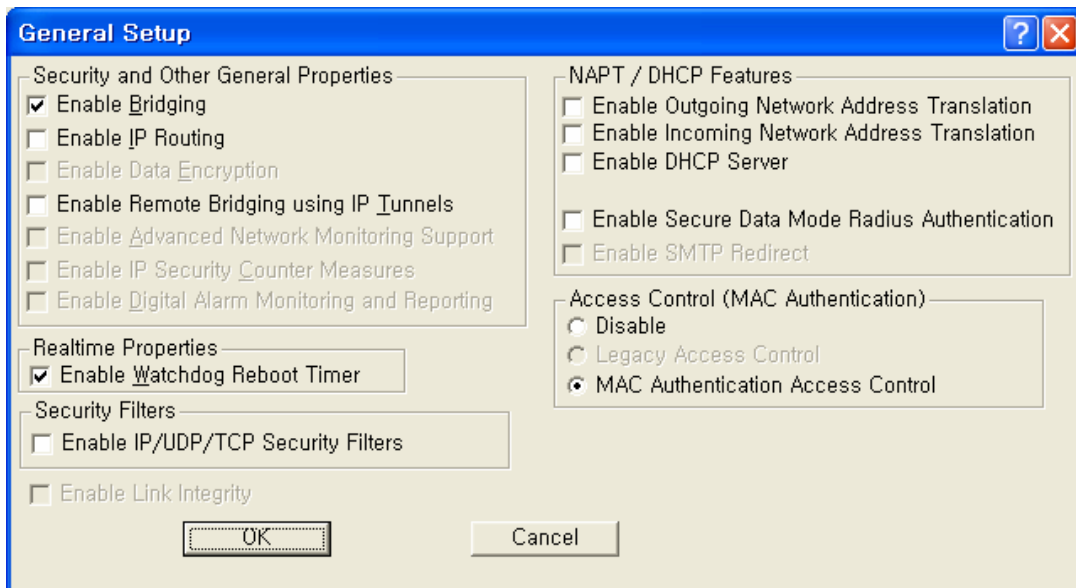 General Setup
Security and Other General Properties
Enable Bridging
Enable IP Routing
Enable Data Encryption
Enable Remote Bridging using IP Tunnels
Enable Advanced Network Monitoring Support
Enable IP Security Counter Measures
Enable Digital Alarm Monitoring and Reporting
Realtime Properties
Enable Watchdog Reboot Timer
Security Filters
Enable IP/UDP/TCP Security Filters
Enable Link Integrity
NAPT / DHCP Features
Enable Outgoing Network Address Translation
Enable Incoming Network Address Translation
Enable DHCP Server
Enable Secure Data Mode Radius Authentication
Enable SMTP Redirect
Access Control (MAC Authentication)
Disable
Legacy Access Control
MAC Authentication Access Control
OK
Cancel